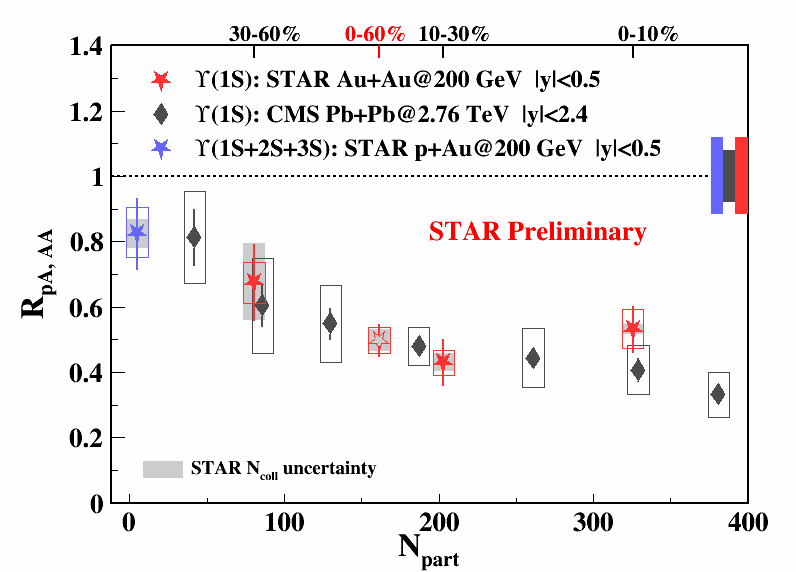 30-60% 0-60% 10-30% 0-10%
ϒ(1S): STAR Au+Au@200 GeV |y|<0.5
ϒ(1S): CMS Pb+Pb@2.76 TeV |y|<2.4
ϒ(1S+2S+3S): STAR p+Au@200 GeV |y|<0.5
STAR Preliminary
STAR Ncoll uncertainty
RpA, AA
1.4
1.2
1
0.8
0.6
0.4
0.2
0
0 100 200 300 400
Npart